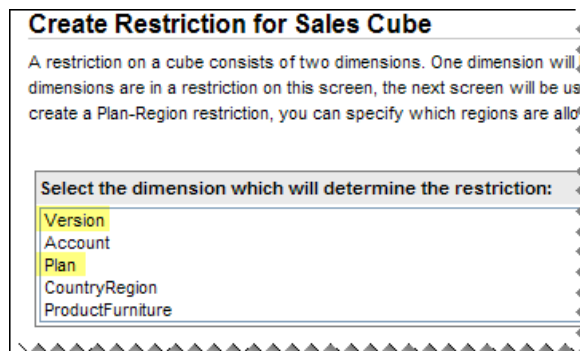 Create Restriction for Sales Cube
A restriction on a cube consists of two dimensions. One dimension will
dimensions are in a restriction on this screen, the next screen will be us
create a Plan-Region restriction, you can specify which regions are allo
Select the dimension which will determine the restriction:
Version
Account
Plan
CountryRegion
ProductFurniture